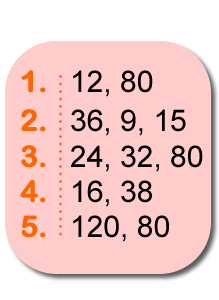 1. 12, 80
2. 36, 9, 15
3. 24, 32, 80
4. 16, 38
5. 120, 80